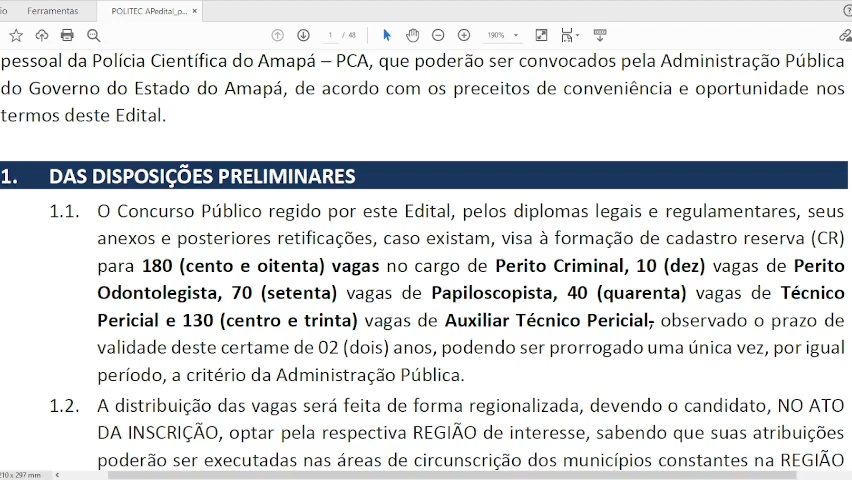 io Ferramentas POLITEC APedital_p... ×
1 / 48 190%
pessoal da Polícia Científica do Amapá – PCA, que poderão ser convocados pela Administração Pública
do Governo do Estado do Amapá, de acordo com os preceitos de conveniência e oportunidade nos
termos deste Edital.
1. DAS DISPOSIÇÕES PRELIMINARES
1.1. O Concurso Público regido por este Edital, pelos diplomas legais e regulamentares, seus
anexos e posteriores retificações, caso existam, visa à formação de cadastro reserva (CR)
para 180 (cento e oitenta) vagas no cargo de Perito Criminal, 10 (dez) vagas de Perito
Odontolegista, 70 (setenta) vagas de Papiloscopista, 40 (quarenta) vagas de Técnico
Pericial e 130 (centro e trinta) vagas de Auxiliar Técnico Pericial, observado o prazo de
validade deste certame de 02 (dois) anos, podendo ser prorrogado uma única vez, por igual
período, a critério da Administração Pública.
1.2. A distribuição das vagas será feita de forma regionalizada, devendo o candidato, NO ATO
DA INSCRIÇÃO, optar pela respectiva REGIÃO de interesse, sabendo que suas atribuições
poderão ser executadas nas áreas de circunscrição dos municípios constantes na REGIÃO
210 x 297 mm